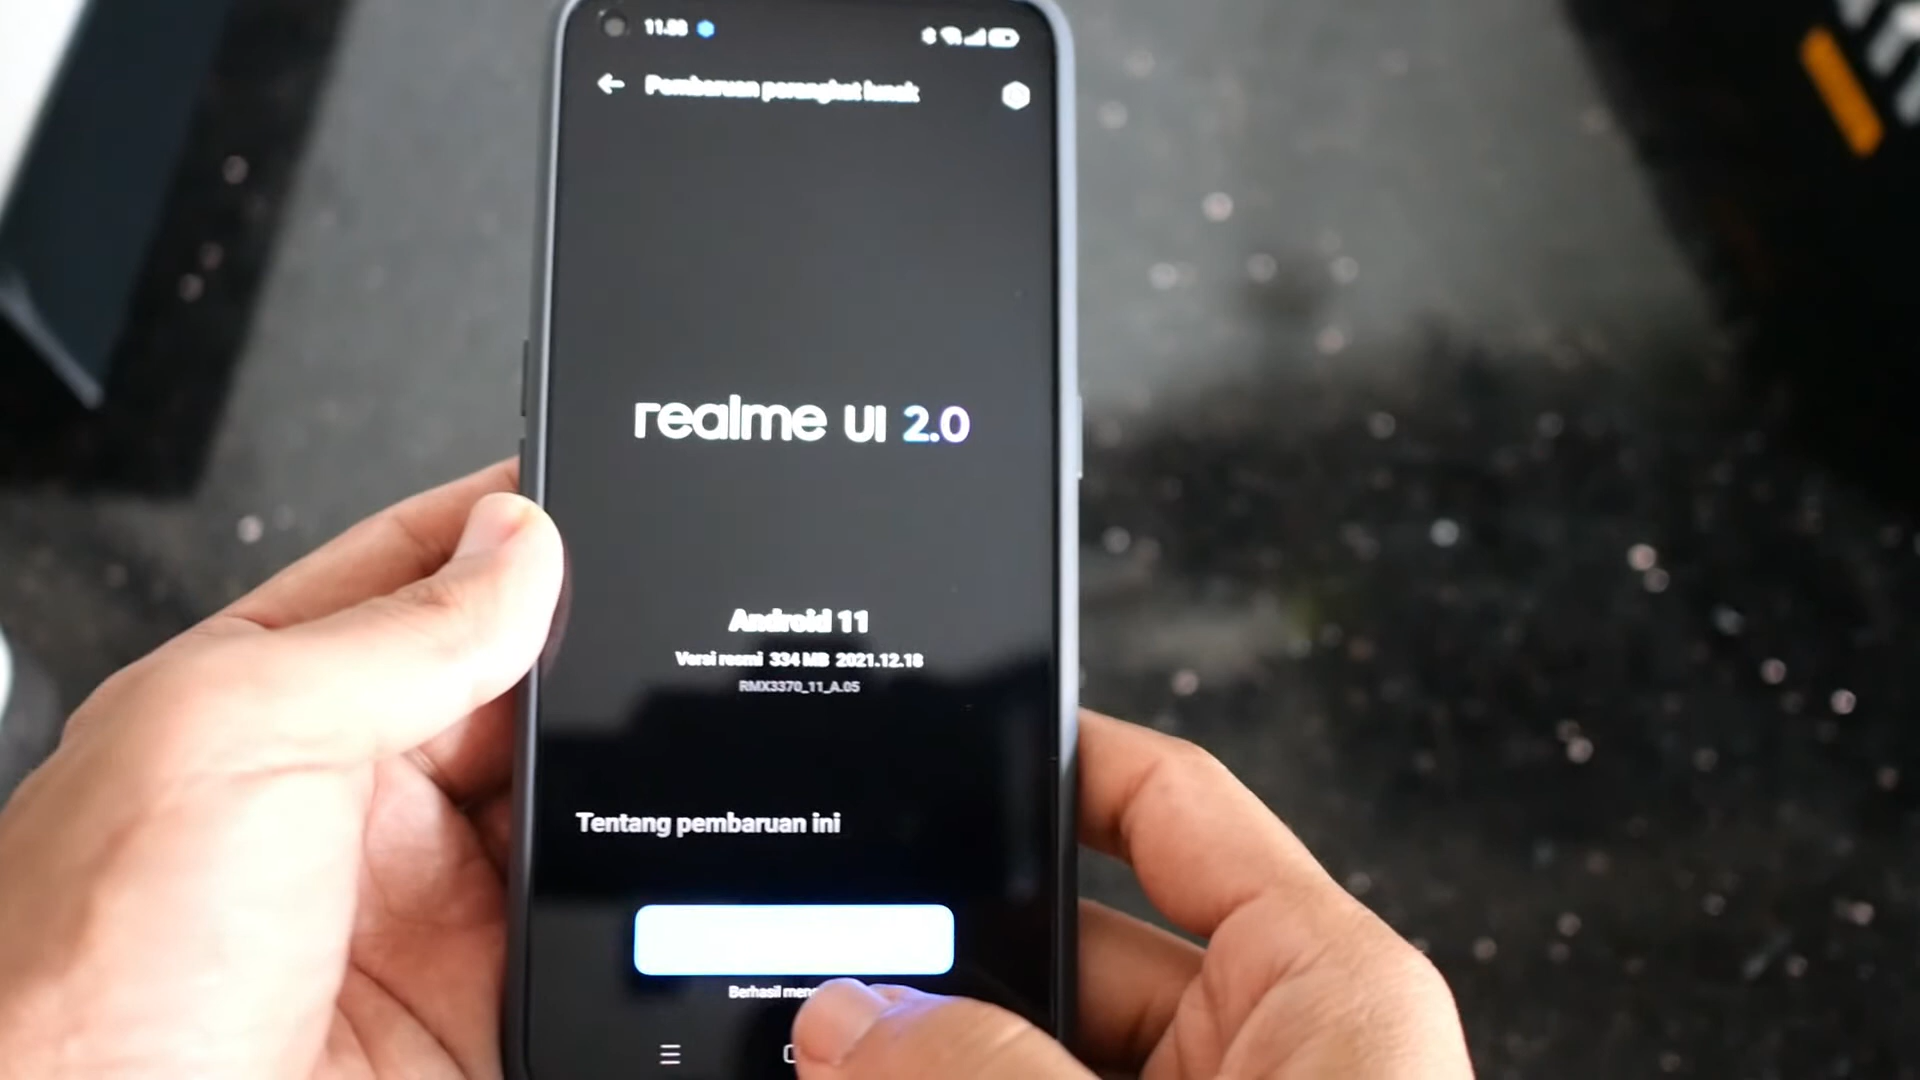 Pembaruan perangkat lunak
realme UI 2.0
Android 11
Versi resmi 334 MB 2021.12.18
RMX3370_11_A.05
Tentang pembaruan ini
Berhasil